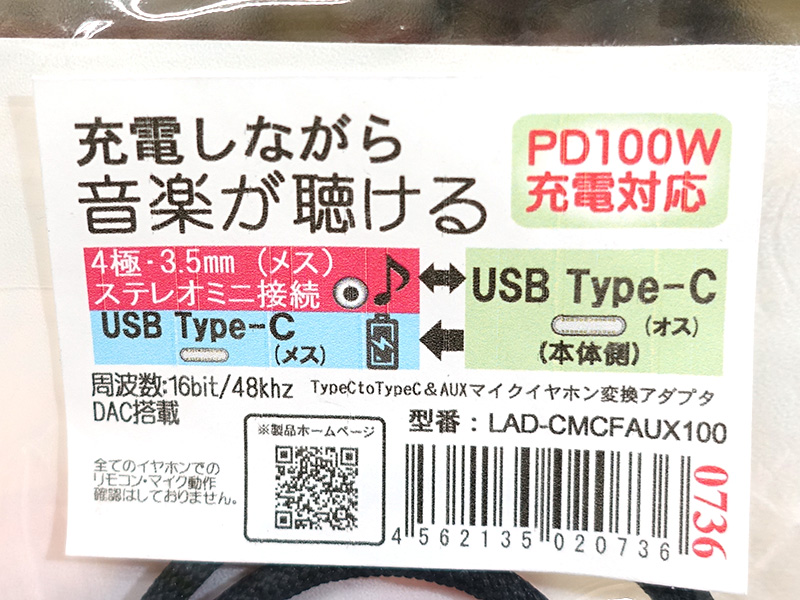 充電しながら
音楽が聴ける
PD100W
充電対応
4極・3.5mm (メス)
ステレオミニ接続
USB Type-C
(メス)
USB Type-C
(オス)
(本体側)
周波数:16bit/48khz
DAC搭載
TypeCtoTypeC&AUXマイクイヤホン変換アダプタ
型番：LAD-CMCFAUX100
※製品ホームページ
全てのイヤホンでの
リモコン・マイク動作
確認はしておりません。
4562135020736
0736